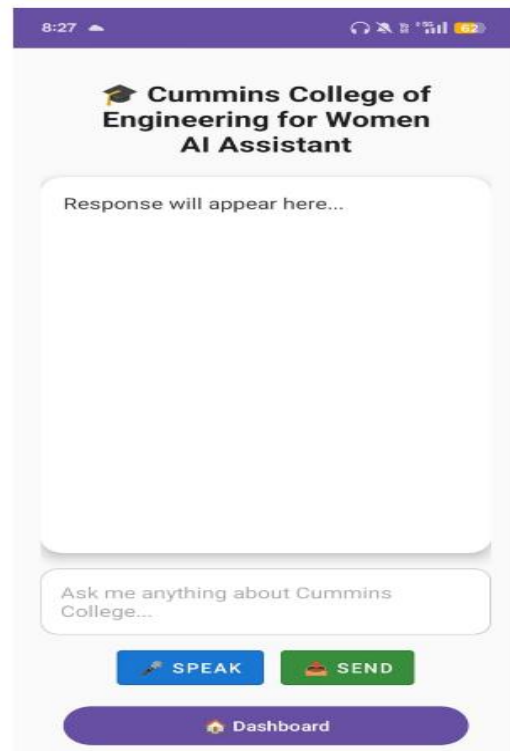 8:27
62
🎓 Cummins College of
Engineering for Women
AI Assistant
Response will appear here...
Ask me anything about Cummins
College...
🎤 SPEAK
📤 SEND
🏠 Dashboard